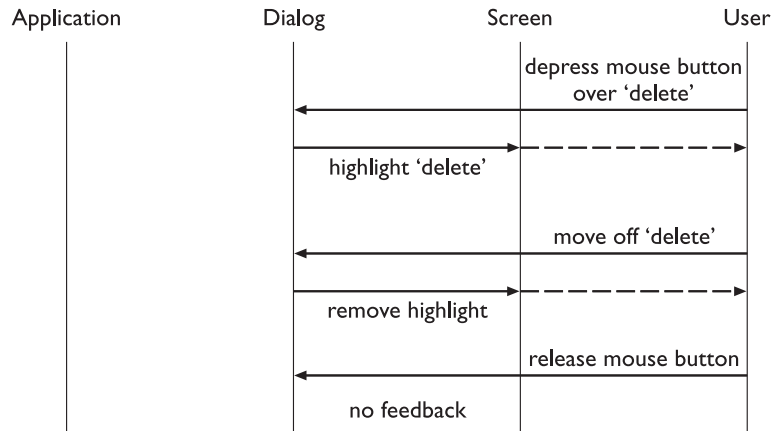 Application Dialog Screen User
depress mouse button
over ‘delete’
highlight ‘delete’
move off ‘delete’
remove highlight
release mouse button
no feedback